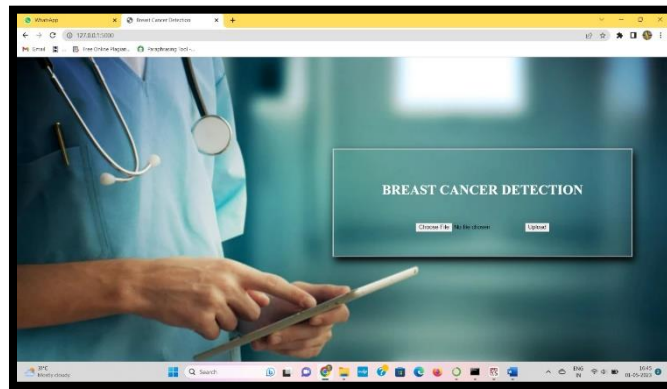 WhatsApp
Breast Cancer Detection
127.0.0.1:5000
Gmail
Free Online Plagiari...
Paraphrasing Tool -...
BREAST CANCER DETECTION
Choose File No file chosen Upload
31°C
Mostly cloudy
Search
ENG
IN
16:45
01-05-2023